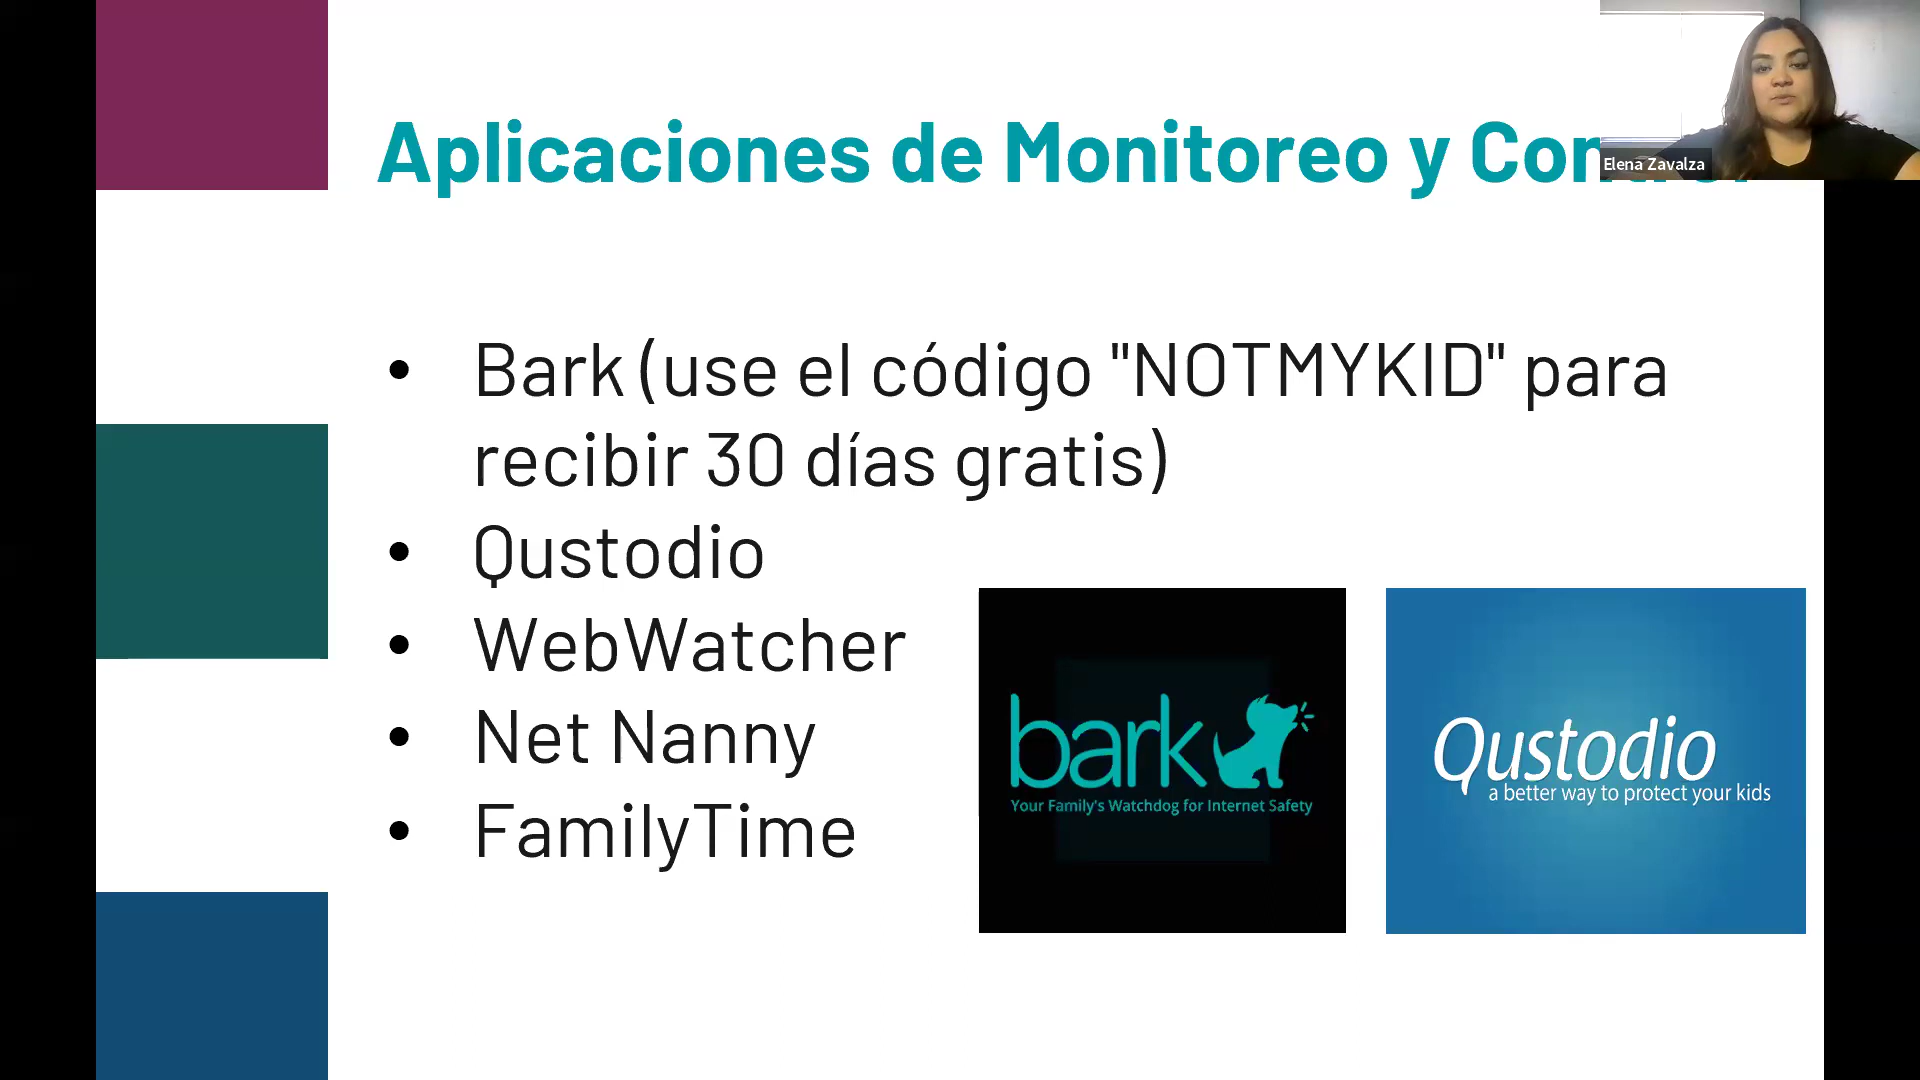 Aplicaciones de Monitoreo y
Elena Zavalza
• Bark (use el código "NOTMYKID" para
recibir 30 días gratis)
• Qustodio
• WebWatcher
• Net Nanny
• FamilyTime
bark
Your Family's Watchdog for Internet Safety
Qustodio
a better way to protect your kids